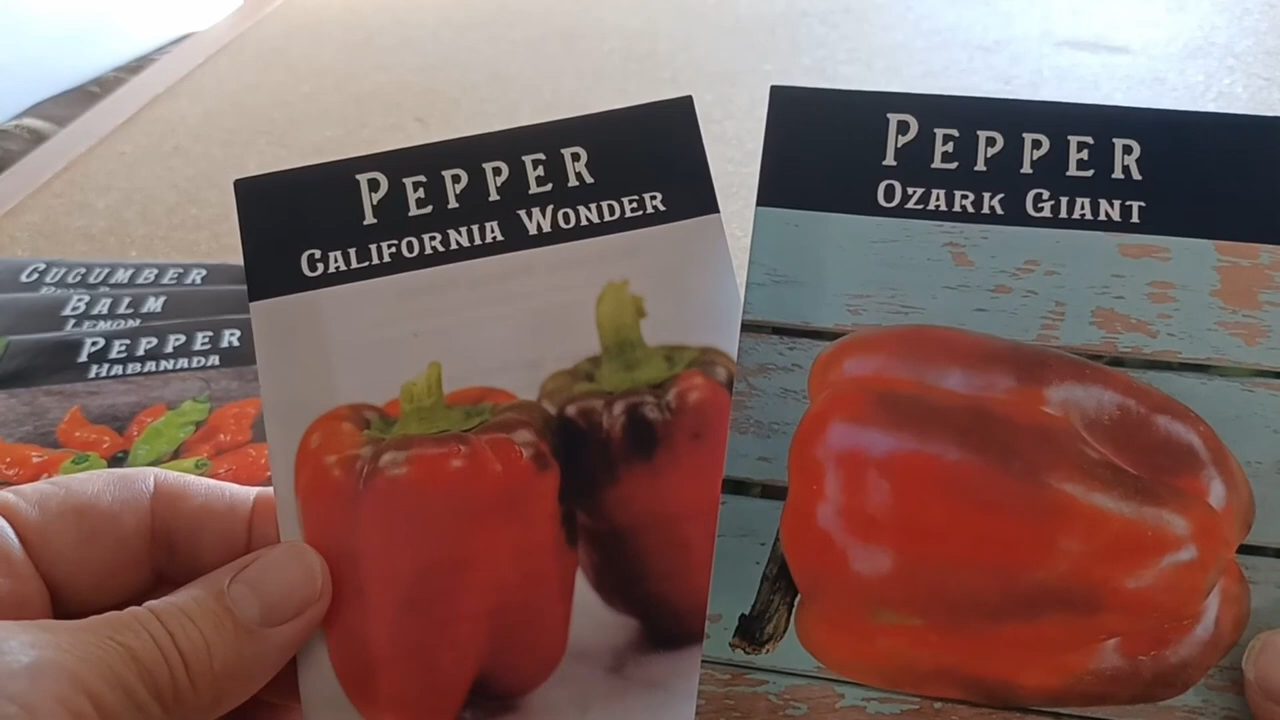 PEPPER
CALIFORNIA WONDER
PEPPER
OZARK GIANT
CUCUMBER
BALM
LEMON
PEPPER
HABANADA